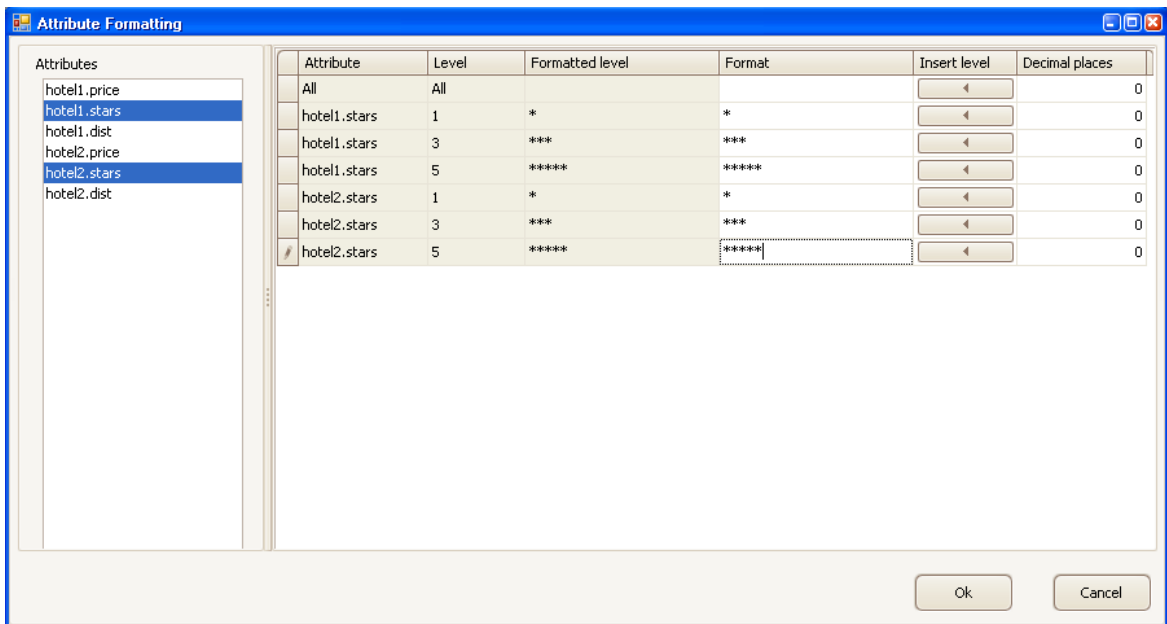 Attribute Formatting
Attributes
hotel1.price
hotel1.stars
hotel1.dist
hotel2.price
hotel2.stars
hotel2.dist
Attribute Level Formatted level Format Insert level Decimal places
All All 0
hotel1.stars 1 * * 0
hotel1.stars 3 *** *** 0
hotel1.stars 5 ***** ***** 0
hotel2.stars 1 * * 0
hotel2.stars 3 *** *** 0
hotel2.stars 5 ***** ***** 0
Ok Cancel